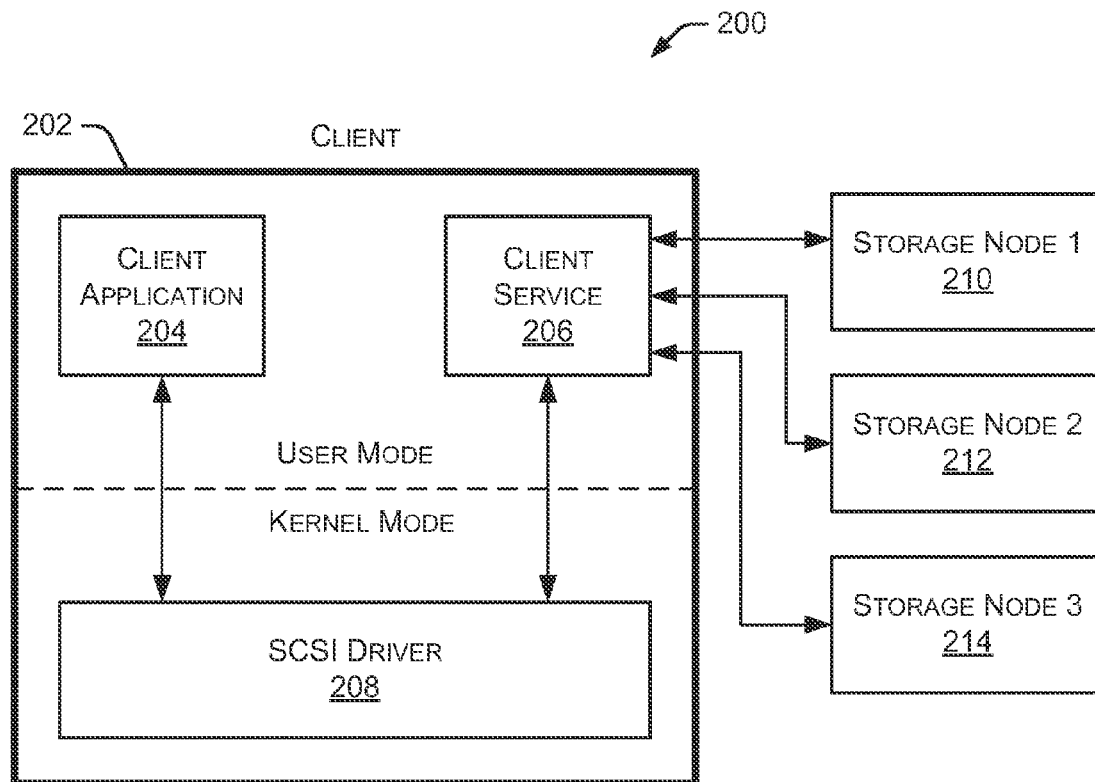 200
202
CLIENT
CLIENT
APPLICATION
204
CLIENT
SERVICE
206
STORAGE NODE 1
210
STORAGE NODE 2
212
USER MODE
KERNEL MODE
STORAGE NODE 3
214
SCSI DRIVER
208